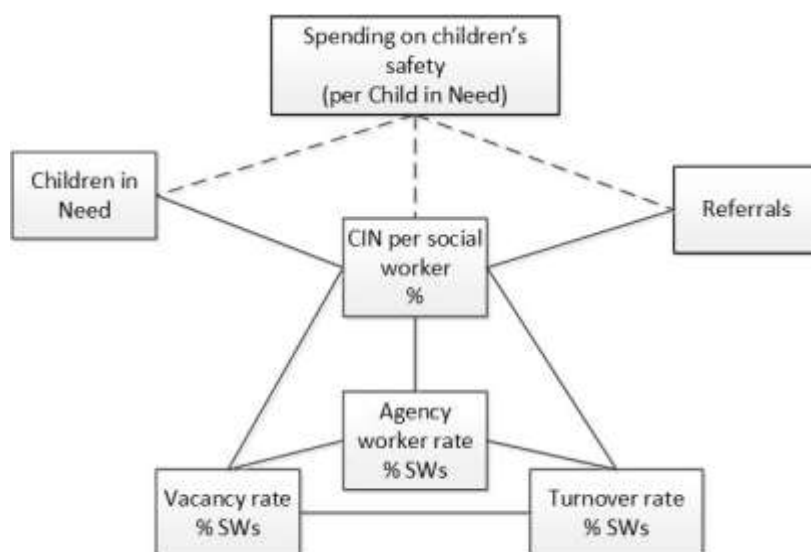 Spending on children's
safety
(per Child in Need)
Children in
Need
Referrals
CIN per social
worker
%
Agency
worker rate
% SWs
Vacancy rate
% SWs
Turnover rate
% SWs